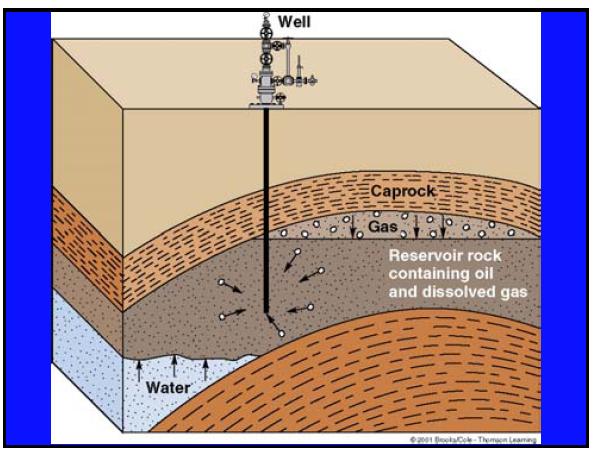 Well
Caprock
Gas
Reservoir rock
containing oil
and dissolved gas
Water
©2001 Brooks/Cole - Thomson Learning